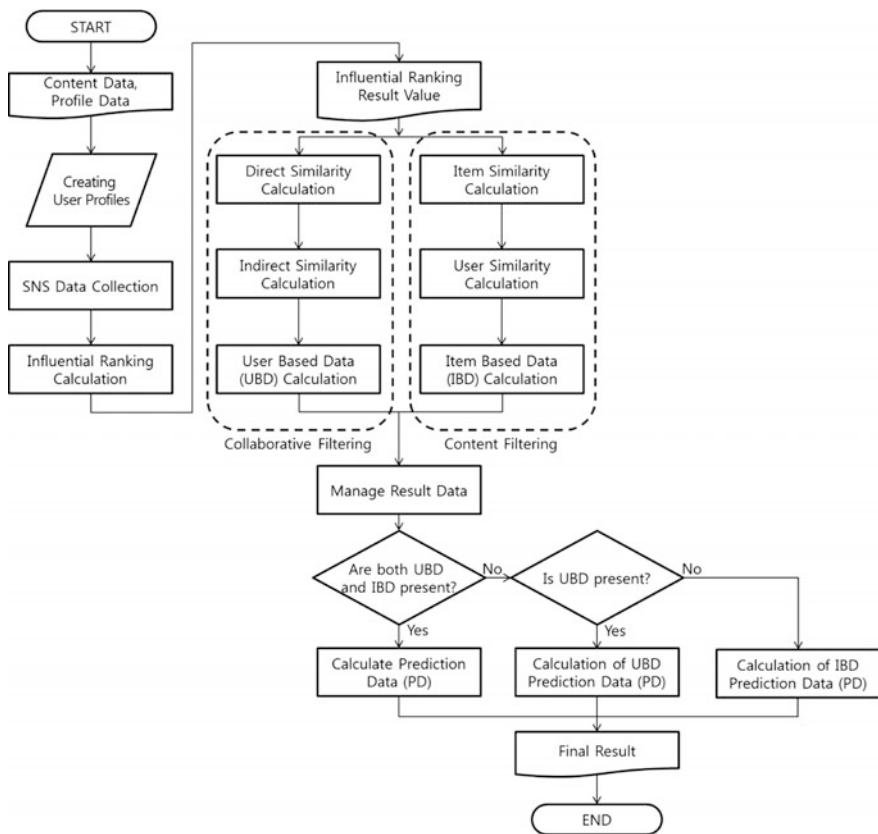 START
Content Data,
Profile Data
Creating
User Profiles
SNS Data Collection
Influential Ranking
Calculation
Influential Ranking
Result Value
Direct Similarity
Calculation
Indirect Similarity
Calculation
User Based Data
(UBD) Calculation
Collaborative Filtering
Item Similarity
Calculation
User Similarity
Calculation
Item Based Data
(IBD) Calculation
Content Filtering
Manage Result Data
Are both UBD
and IBD present?
No
Yes
Is UBD present?
No
Yes
Calculate Prediction
Data (PD)
Calculation of UBD
Prediction Data (PD)
Calculation of IBD
Prediction Data (PD)
Final Result
END